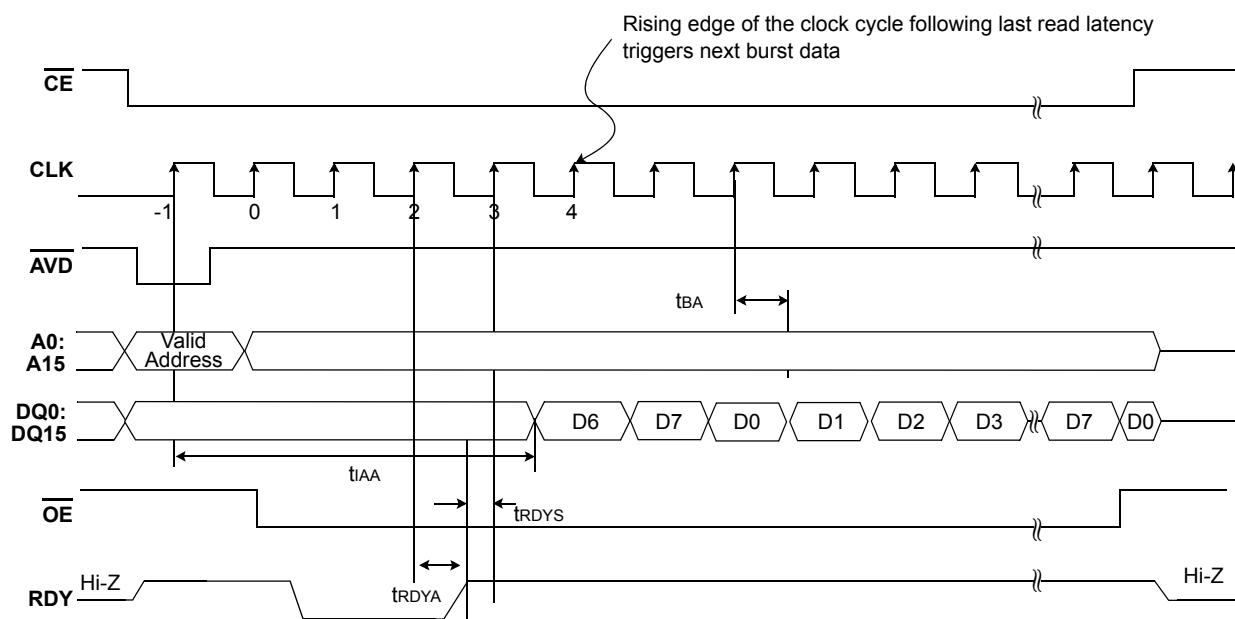 Rising edge of the clock cycle following last read latency
triggers next burst data
CE
CLK
-1 0 1 2 3 4
AVD
tBA
A0:
A15
Valid
Address
DQ0:
DQ15
D6 D7 D0 D1 D2 D3 D7 D0
tIAA
OE
tRDYS
Hi-Z
tRDYA
Hi-Z
RDY